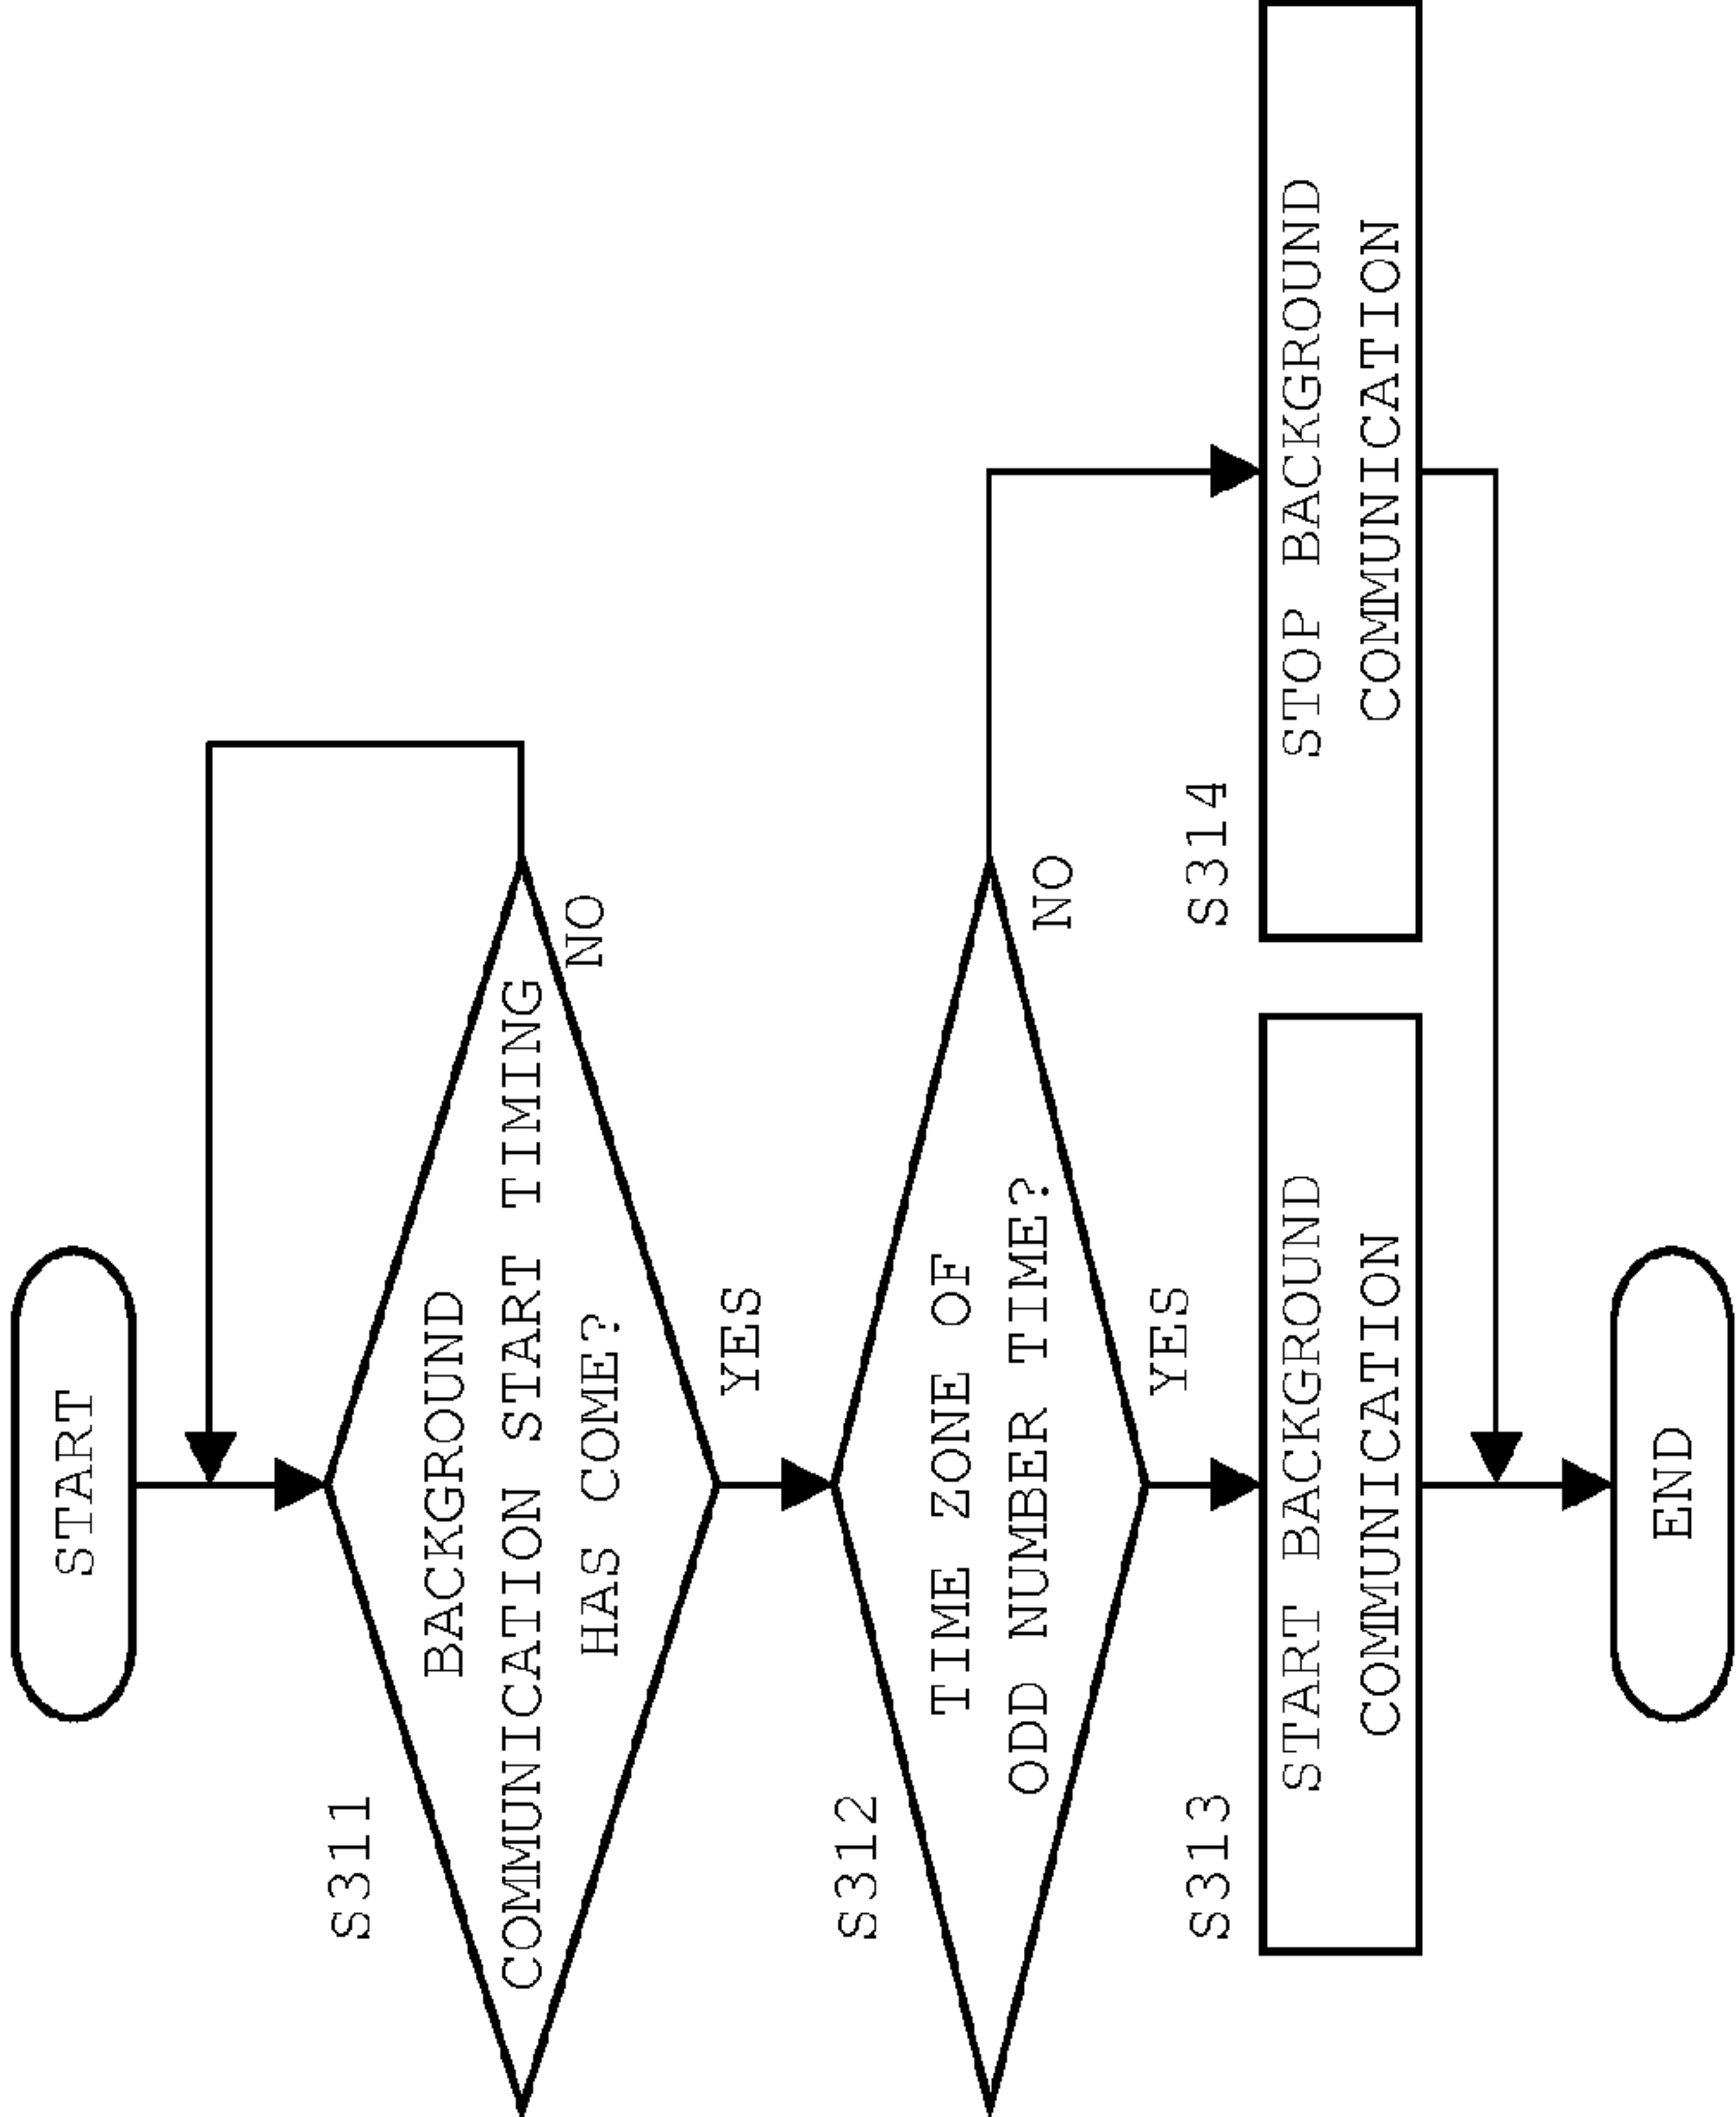 START
S311
BACKGROUND
COMMUNICATION START TIMING
HAS COME?
NO
YES
S312
TIME ZONE OF
ODD NUMBER TIME?
NO
YES
S313
START BACKGROUND
COMMUNICATION
S314
STOP BACKGROUND
COMMUNICATION
END